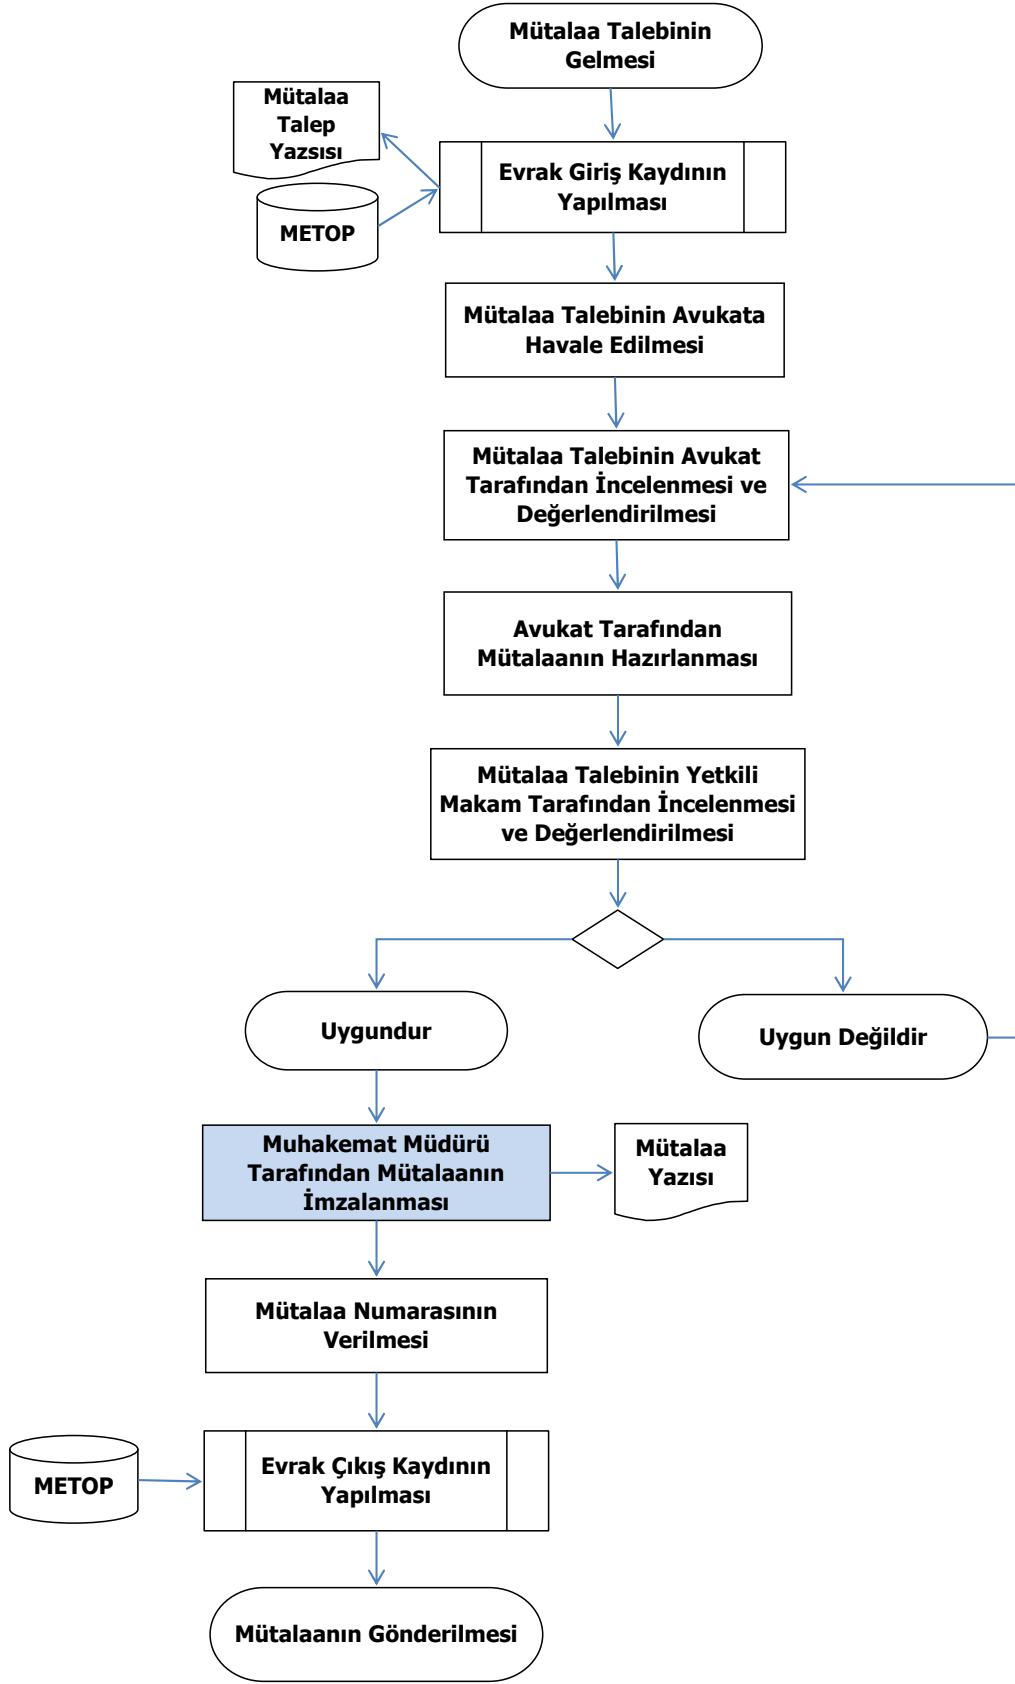 Mütalaa Talebinin
Gelmesi
Mütalaa
Talep
Yazsısı
Evrak Giriş Kaydının
Yapılması
METOP
Mütalaa Talebinin Avukata
Havale Edilmesi
Mütalaa Talebinin Avukat
Tarafından İncelenmesi ve
Değerlendirilmesi
Avukat Tarafından
Mütalaanın Hazırlanması
Mütalaa Talebinin Yetkili
Makam Tarafından İncelenmesi
ve Değerlendirilmesi
Uygundur
Uygun Değildir
Muhakemat Müdürü
Tarafından Mütalaanın
İmzalanması
Mütalaa
Yazısı
Mütalaa Numarasının
Verilmesi
METOP
Evrak Çıkış Kaydının
Yapılması
Mütalaanın Gönderilmesi